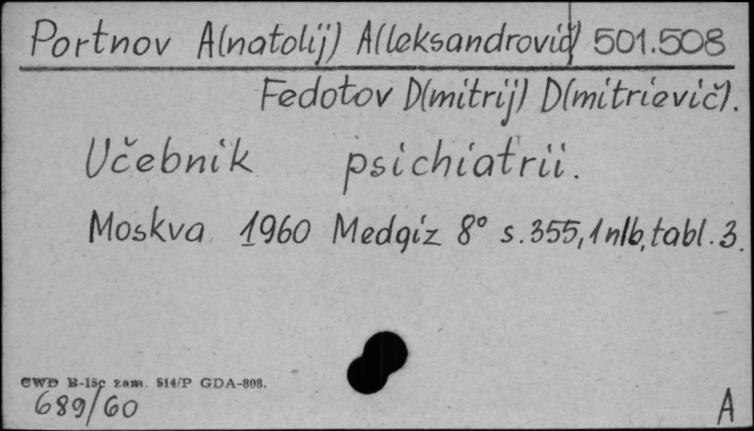 Portnov A(natolij) A(leksandrovič) 501.508
Fedotov D(mitrij) D(mitrievič).
Učebnik psichiatrii.
Moskva 1960 Medgiz 8° s.355, 1 nlb, tabl. 3.
CWD B-15c zam. 514/P GDA-808.
689/60
A